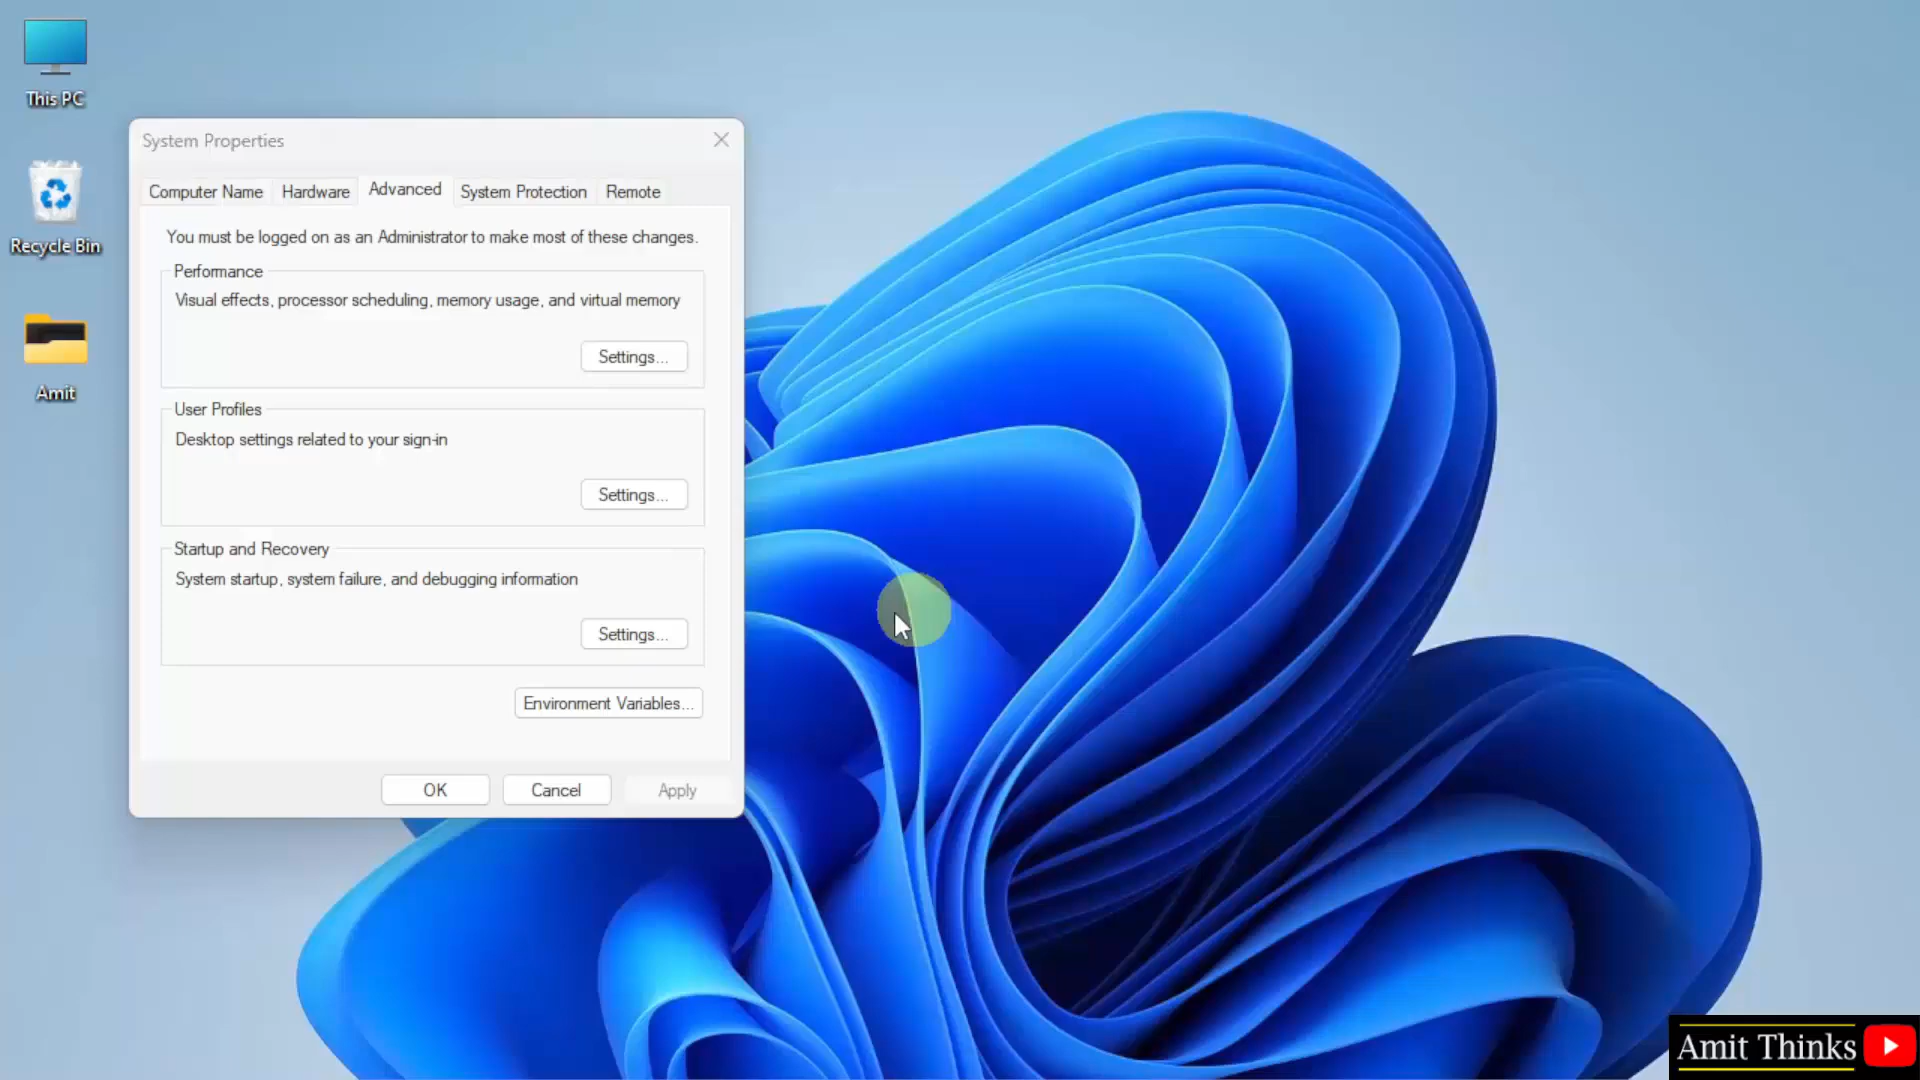 This PC
Recycle Bin
Amit
System Properties
Computer Name
Hardware
Advanced
System Protection
Remote
You must be logged on as an Administrator to make most of these changes.
Performance
Visual effects, processor scheduling, memory usage, and virtual memory
Settings...
User Profiles
Desktop settings related to your sign-in
Settings...
Startup and Recovery
System startup, system failure, and debugging information
Settings...
Environment Variables...
OK
Cancel
Apply
Amit Thinks